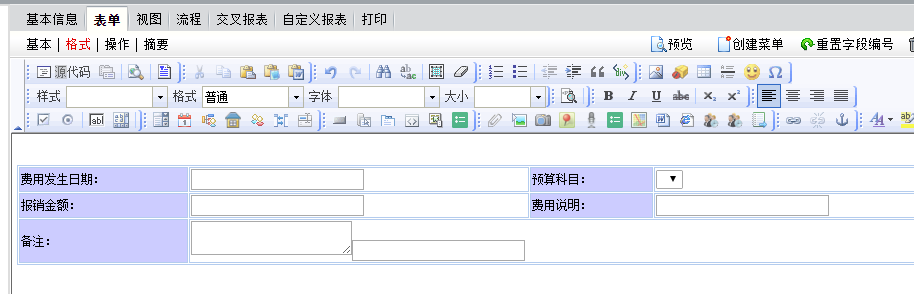 基本信息 表单 视图 流程 交叉报表 自定义报表 打印
基本 | 格式 | 操作 | 摘要 预览 创建菜单 重置字段编号
源代码
样式 格式 普通 字体 大小 B I U abc X₂ X²
费用发生日期： 预算科目：
报销金额： 费用说明：
备注：